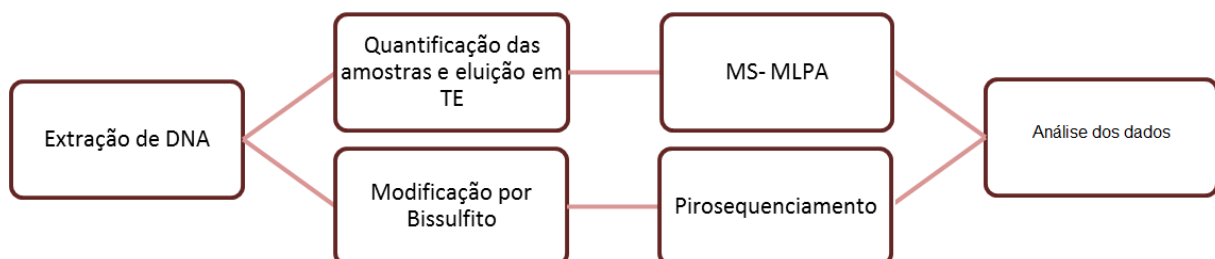 Extração de DNA
Quantificação das
amostras e eluição em
TE
MS- MLPA
Modificação por
Bissulfito
Pirosequenciamento
Análise dos dados